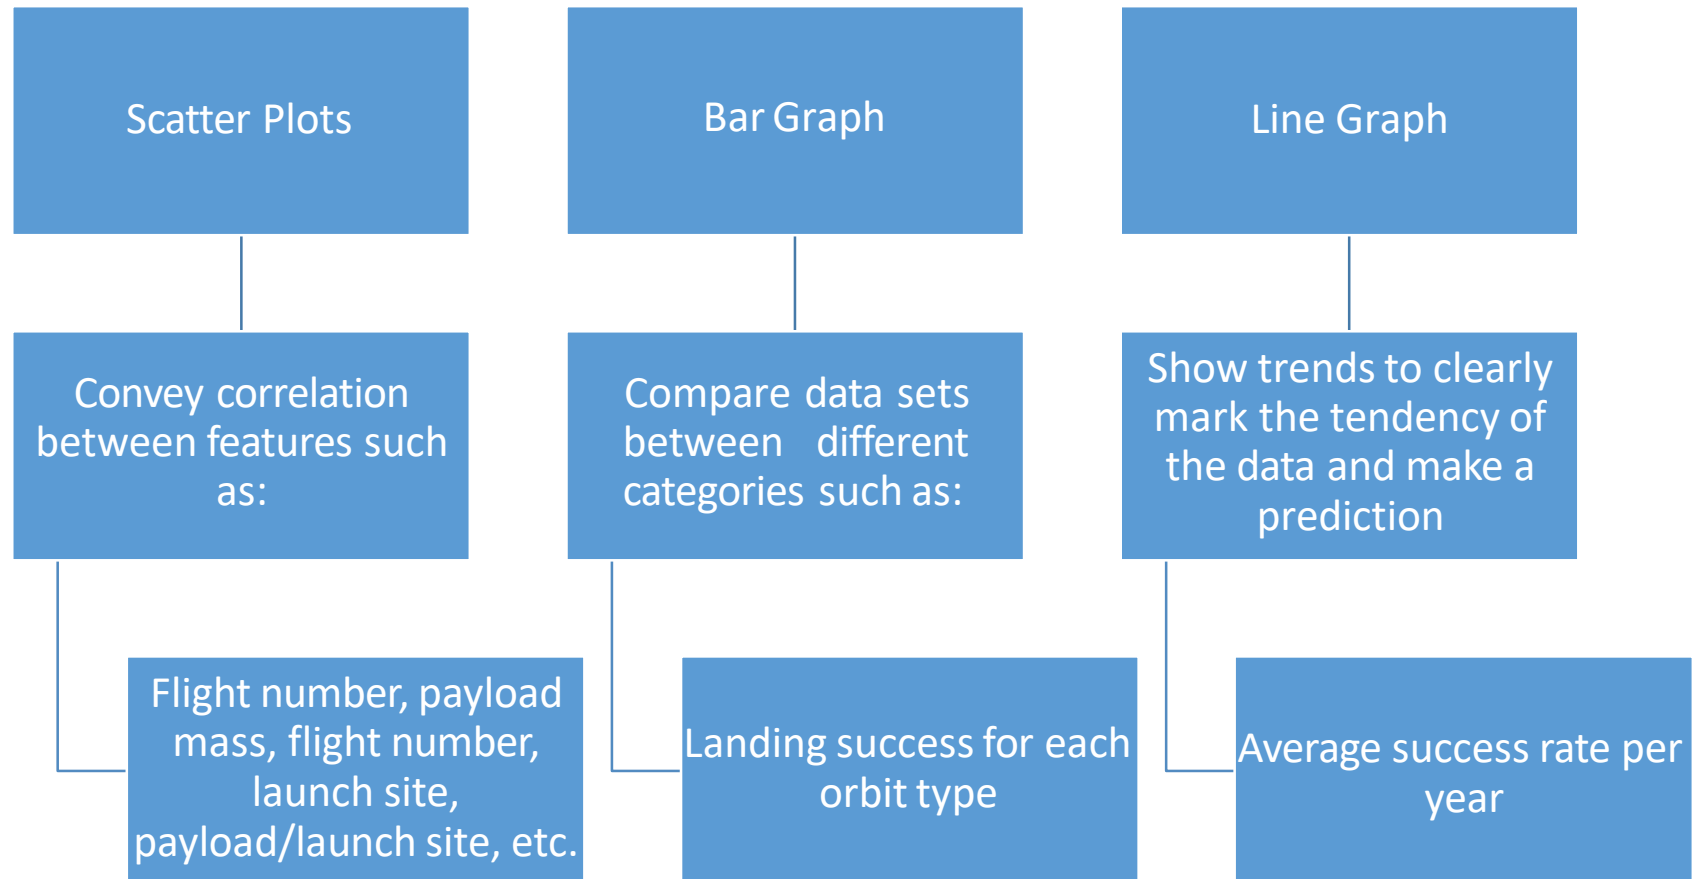 Scatter Plots
Convey correlation
between features such
as:
Flight number, payload
mass, flight number,
launch site,
payload/launch site, etc.
Bar Graph
Compare data sets
between different
categories such as:
Landing success for each
orbit type
Line Graph
Show trends to clearly
mark the tendency of
the data and make a
prediction
Average success rate per
year